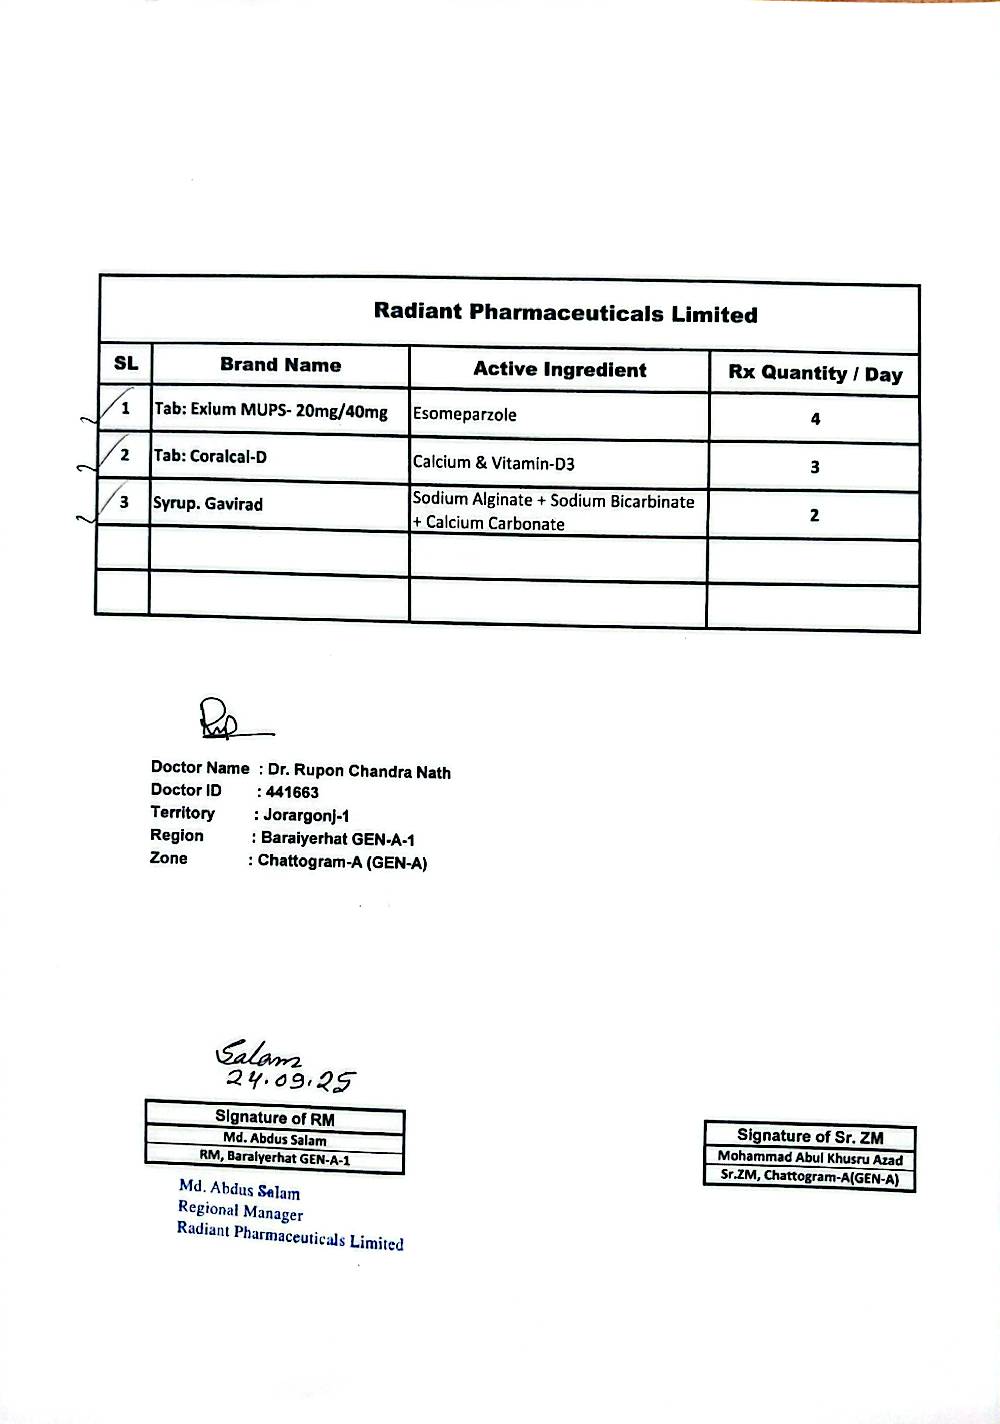 Radiant Pharmaceuticals Limited
SL Brand Name Active Ingredient Rx Quantity / Day
1 Tab: Exium MUPS- 20mg/40mg Esomeparzole 4
2 Tab: Coralcal-D Calcium & Vitamin-D3 3
3 Syrup. Gavirad Sodium Alginate + Sodium Bicarbinate 2
+ Calcium Carbonate
Doctor Name : Dr. Rupon Chandra Nath
Doctor ID : 441663
Territory : Jorargonj-1
Region : Baraiyerhat GEN-A-1
Zone : Chattogram-A (GEN-A)
Salam
24.09.25
Signature of RM
Md. Abdus Salam
RM, Baraiyerhat GEN-A-1
Signature of Sr. ZM
Mohammad Abul Khusru Azad
Sr.ZM, Chattogram-A(GEN-A)
Md. Abdus Salam
Regional Manager
Radiant Pharmaceuticals Limited